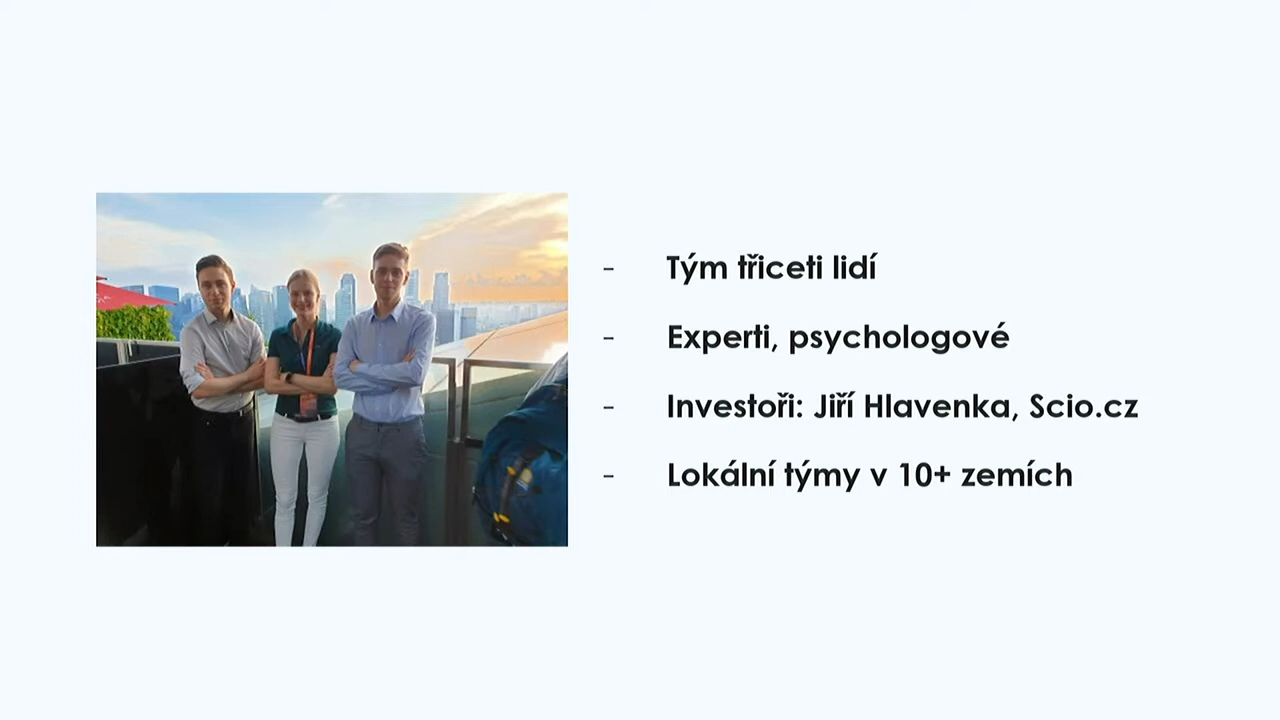 - Tým třiceti lidí
- Experti, psychologové
- Investoři: Jiří Hlavenka, Scio.cz
- Lokální týmy v 10+ zemích